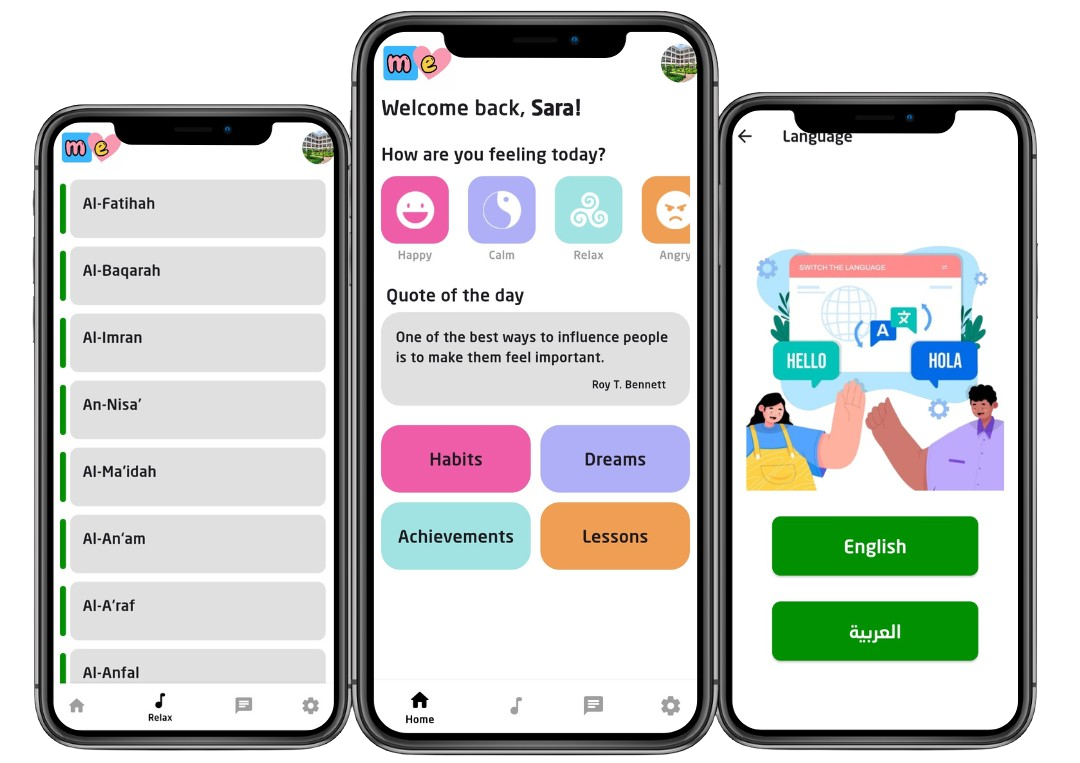 me
Al-Fatihah
Al-Baqarah
Al-Imran
An-Nisa'
Al-Ma'idah
Al-An'am
Al-A'raf
Al-Anfal
Relax
me
Welcome back, Sara!
How are you feeling today?
Happy
Calm
Relax
Angry
Quote of the day
One of the best ways to influence people
is to make them feel important.
Roy T. Bennett
Habits
Dreams
Achievements
Lessons
Home
Language
SWITCH THE LANGUAGE
A
文
HELLO
HOLA
English
العربية